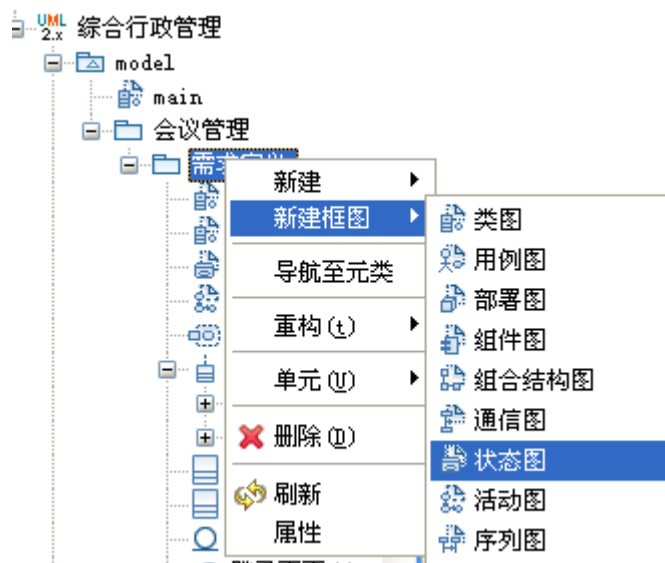 UML 2.x 综合行政管理
model
main
会议管理
需求
新建
新建框图
导航至元类
重构(t)
单元(U)
删除(D)
刷新
属性
类图
用例图
部署图
组件图
组合结构图
通信图
状态图
活动图
序列图